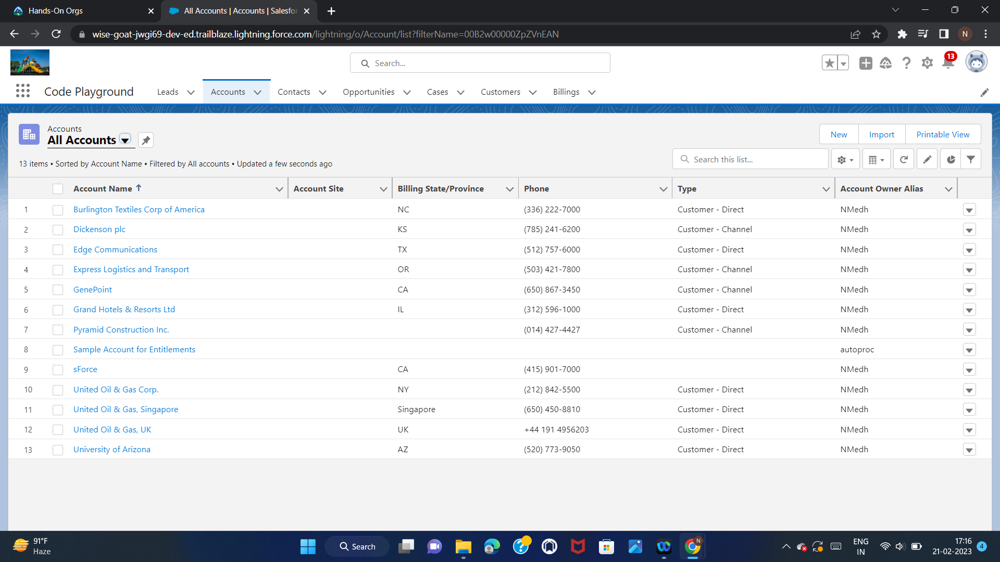 Hands-On Orgs
All Accounts | Accounts | Salesfor
wise-goat-jwgi69-dev-ed.trailblaze.lightning.force.com/lightning/o/Account/list?filterName=00B2w00000ZpZVnEAN
N
Search...
13
Code Playground
Leads
Accounts
Contacts
Opportunities
Cases
Customers
Billings
Accounts
All Accounts
New
Import
Printable View
13 items • Sorted by Account Name • Filtered by All accounts • Updated a few seconds ago
Search this list...
Account Name ↑ Account Site Billing State/Province Phone Type Account Owner Alias
1 Burlington Textiles Corp of America NC (336) 222-7000 Customer - Direct NMedh
2 Dickenson plc KS (785) 241-6200 Customer - Channel NMedh
3 Edge Communications TX (512) 757-6000 Customer - Direct NMedh
4 Express Logistics and Transport OR (503) 421-7800 Customer - Channel NMedh
5 GenePoint CA (650) 867-3450 Customer - Channel NMedh
6 Grand Hotels & Resorts Ltd IL (312) 596-1000 Customer - Direct NMedh
7 Pyramid Construction Inc. (014) 427-4427 Customer - Channel NMedh
8 Sample Account for Entitlements autoproc
9 sForce CA (415) 901-7000 NMedh
10 United Oil & Gas Corp. NY (212) 842-5500 Customer - Direct NMedh
11 United Oil & Gas, Singapore Singapore (650) 450-8810 Customer - Direct NMedh
12 United Oil & Gas, UK UK +44 191 4956203 Customer - Direct NMedh
13 University of Arizona AZ (520) 773-9050 Customer - Direct NMedh
91°F
Haze
Search
N
ENG
IN
17:16
21-02-2023
4